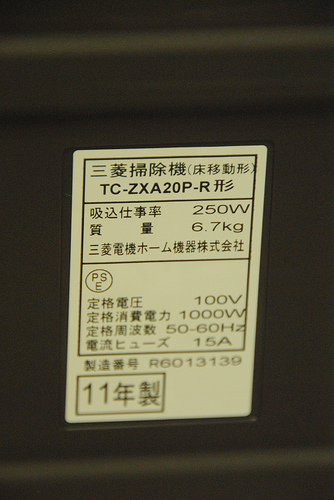 三菱掃除機(床移動形)
TC-ZXA20P-R形
吸込仕事率 250W
質 量 6.7kg
三菱電機ホーム機器株式会社
PS
E
定格電圧 100V
定格消費電力 1000W
定格周波数 50-60Hz
電流ヒューズ 15A
製造番号 R6013139
11年製